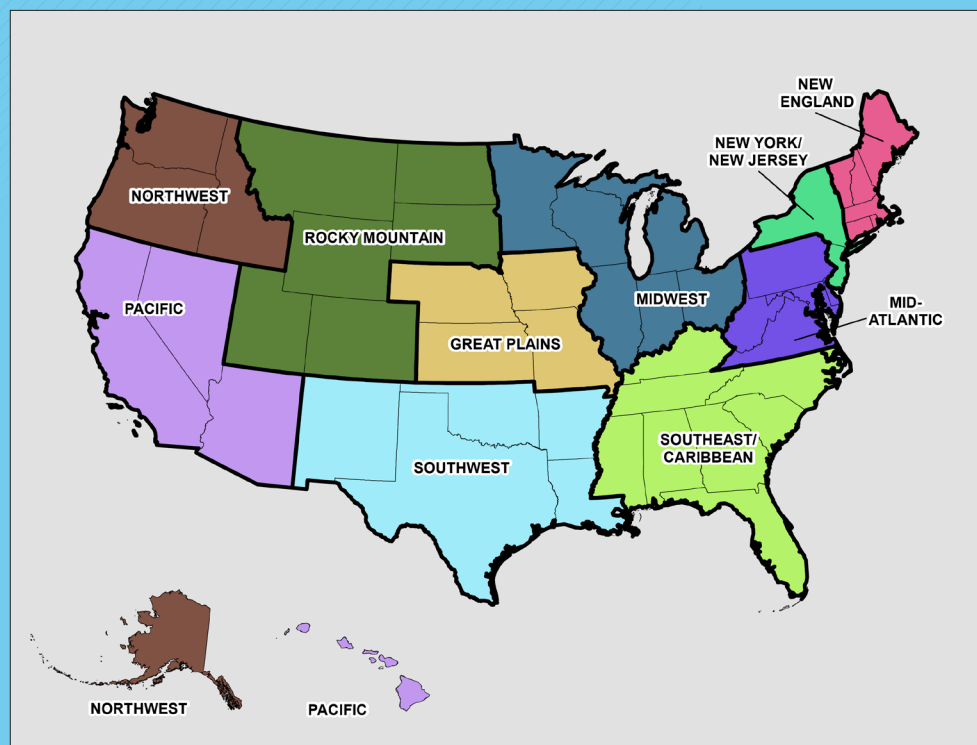 NEW
ENGLAND
NEW YORK/
NEW JERSEY
NORTHWEST
ROCKY MOUNTAIN
PACIFIC
MIDWEST
MID-
ATLANTIC
GREAT PLAINS
SOUTHEAST/
CARIBBEAN
SOUTHWEST
NORTHWEST
PACIFIC